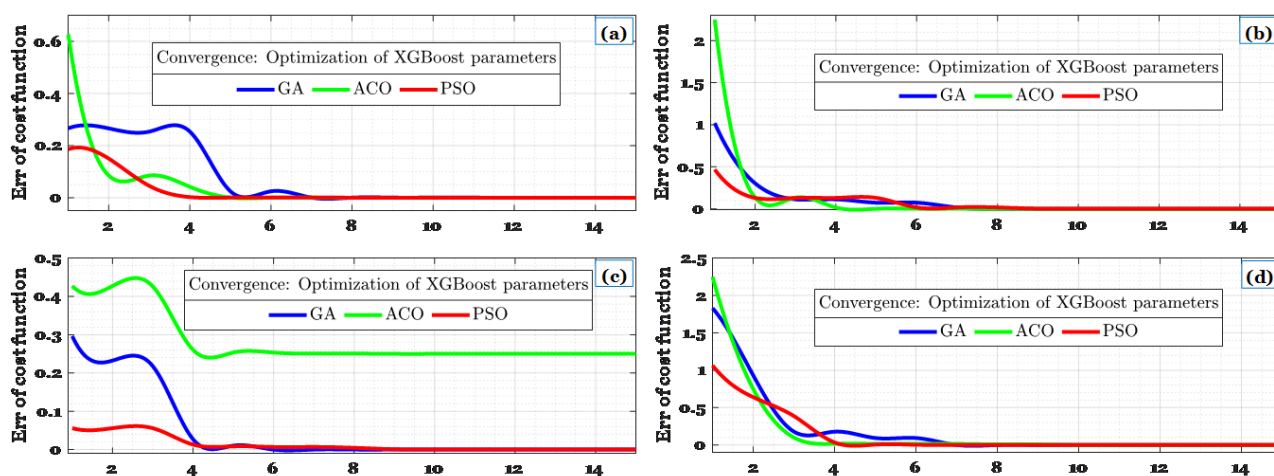 (a)
Err of cost function
0.6
0.4
0.2
0
Convergence: Optimization of XGBoost parameters
GA ACO PSO
2 4 6 8 10 12 14
(b)
Err of cost function
2
1.5
1
0.5
0
Convergence: Optimization of XGBoost parameters
GA ACO PSO
2 4 6 8 10 12 14
(c)
Err of cost function
0.5
0.4
0.3
0.2
0.1
0
Convergence: Optimization of XGBoost parameters
GA ACO PSO
2 4 6 8 10 12 14
(d)
Err of cost function
2.5
2
1.5
1
0.5
0
Convergence: Optimization of XGBoost parameters
GA ACO PSO
2 4 6 8 10 12 14